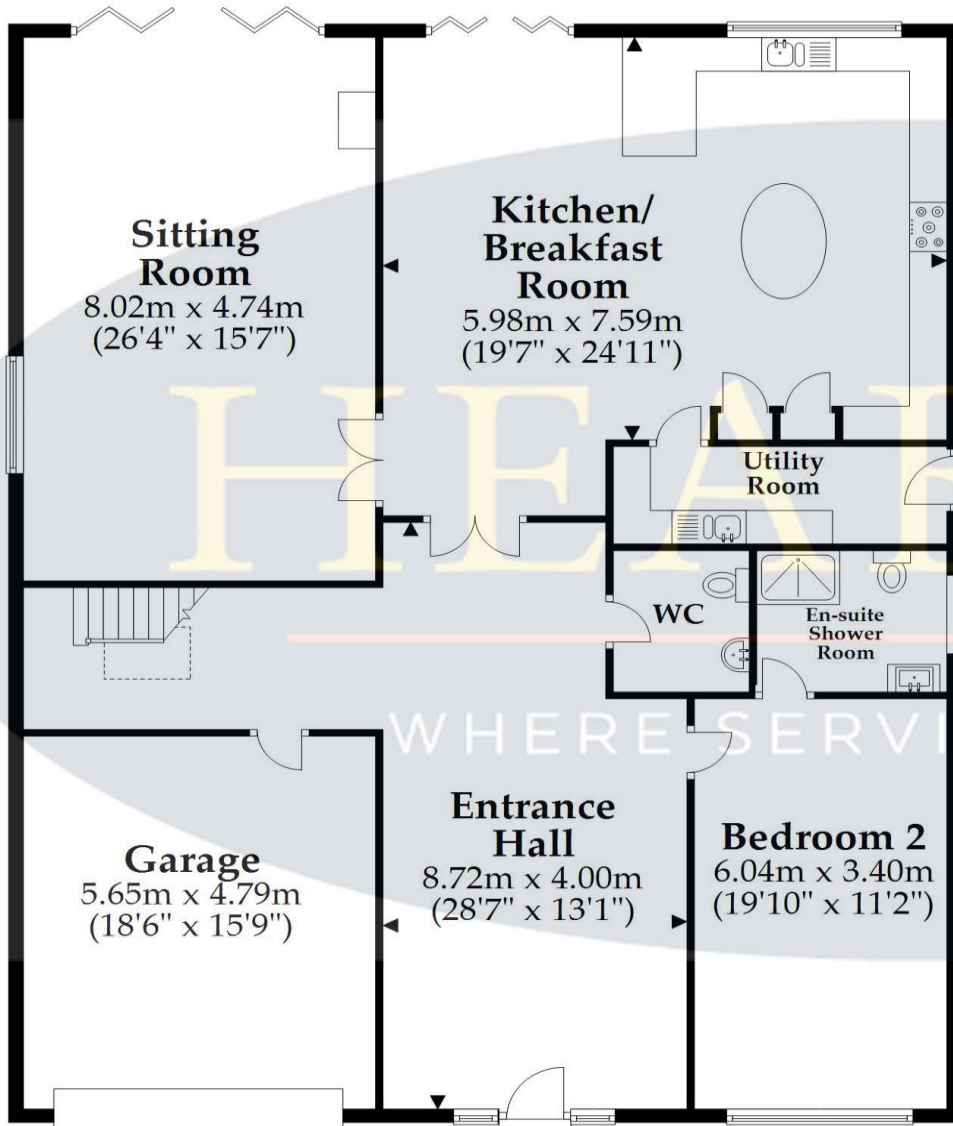 Sitting
Room
8.02m x 4.74m
(26'4" x 15'7")
Kitchen/
Breakfast
Room
5.98m x 7.59m
(19'7" x 24'11")
Utility
Room
WC
En-suite
Shower
Room
WHERE SERVI
Garage
5.65m x 4.79m
(18'6" x 15'9")
Entrance
Hall
8.72m x 4.00m
(28'7" x 13'1")
Bedroom 2
6.04m x 3.40m
(19'10" x 11'2")